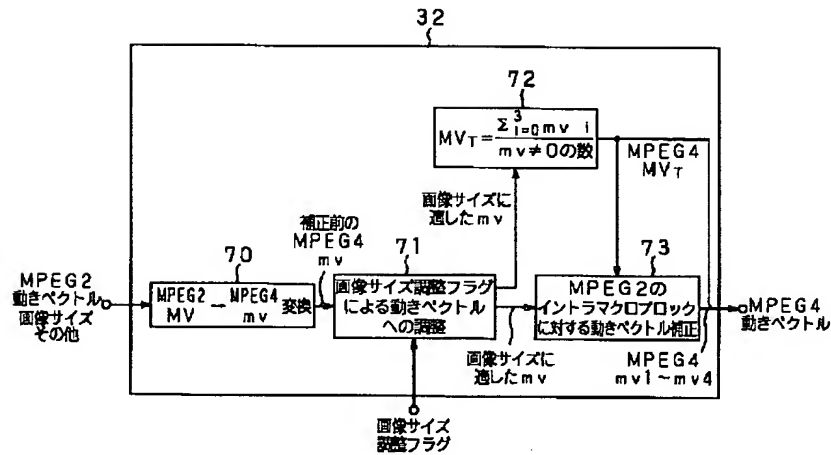 32
72
MV_T = Σ^3_{i=0} mv i
mv≠0の数
MPEG4
MV_T
画像サイズに
適したmv
補正前の
MPEG4
mv
70
71
73
MPEG2
動きベクトル
画像サイズ
その他
MPEG2 → MPEG4 変換
MV mv
画像サイズ調整フラグ
による動きベクトル
への調整
MPEG2の
イントラマクロブロック
に対する動きベクトル補正
MPEG4
動きベクトル
画像サイズに
適したmv
MPEG4
mv1~mv4
画像サイズ
調整フラグ